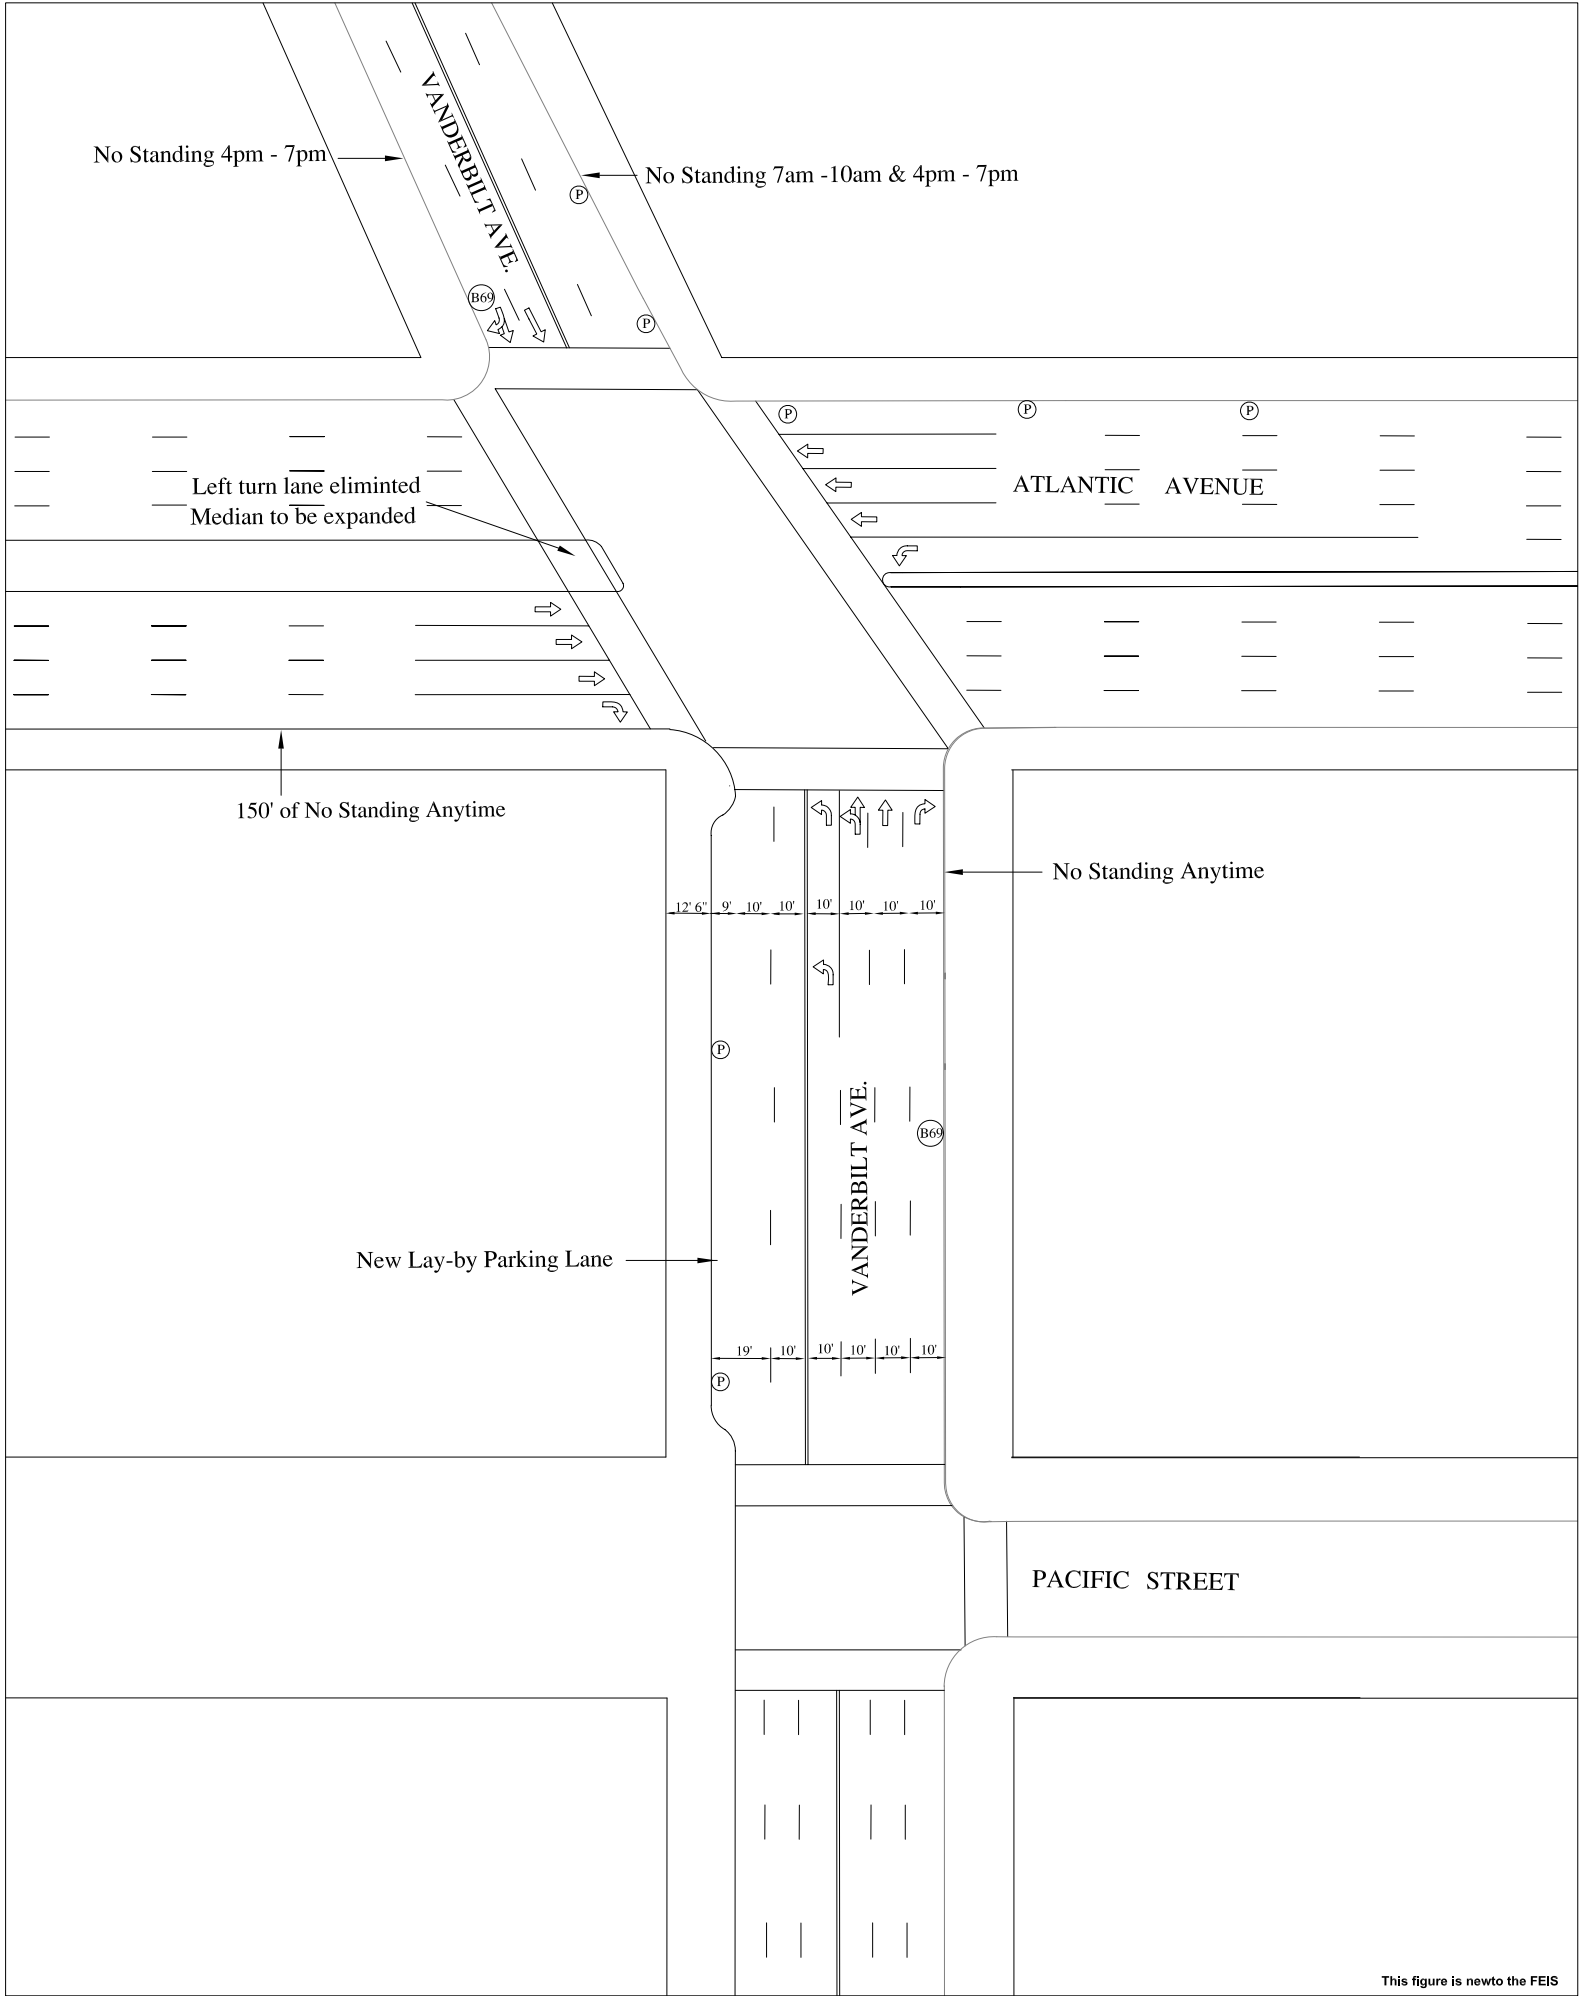 VANDERBILT AVE.
No Standing 4pm - 7pm
No Standing 7am -10am & 4pm - 7pm
P
B69
P
P
P
P
Left turn lane eliminted
Median to be expanded
ATLANTIC AVENUE
150' of No Standing Anytime
No Standing Anytime
12' 6" 9' 10' 10' 10' 10' 10' 10'
P
VANDERBILT AVE.
B69
New Lay-by Parking Lane
19' 10' 10' 10' 10' 10'
P
PACIFIC STREET
This figure is newto the FEIS